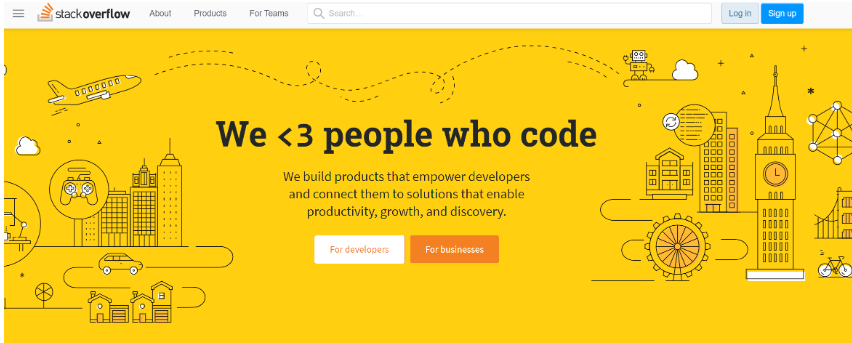 stackoverflow About Products For Teams Search... Log in Sign up
We <3 people who code
We build products that empower developers
and connect them to solutions that enable
productivity, growth, and discovery.
For developers For businesses